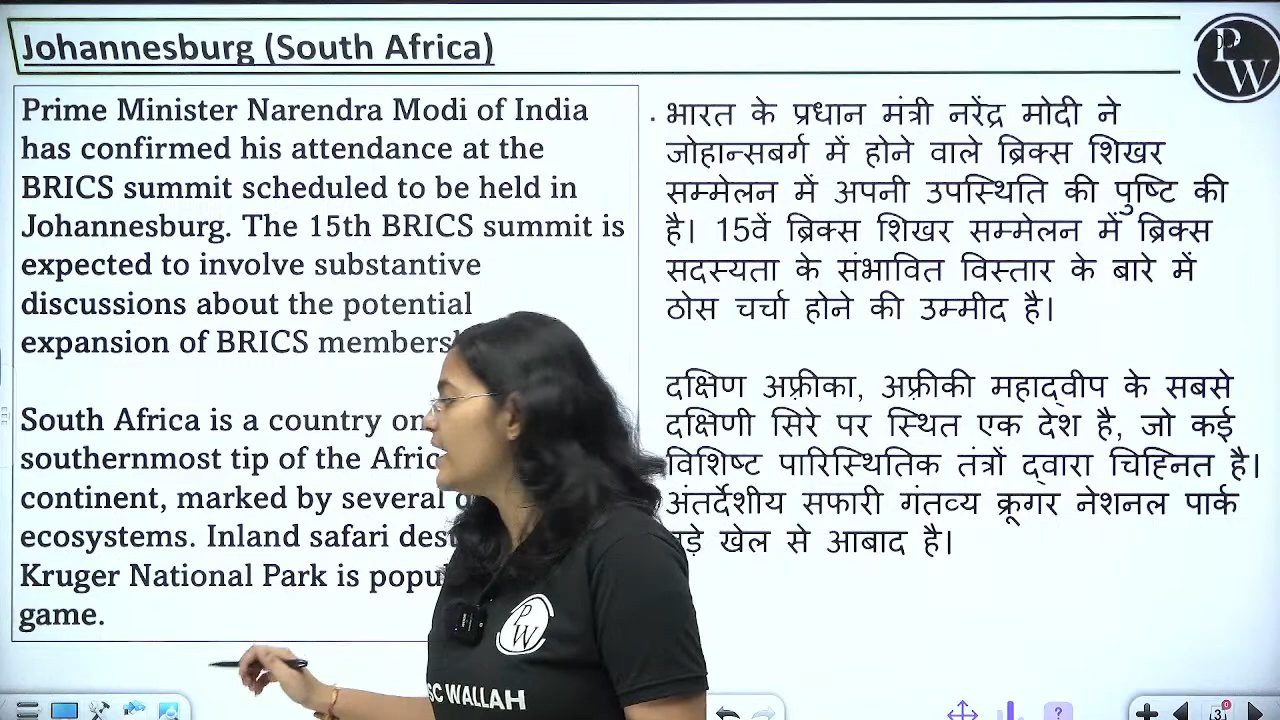 Johannesburg (South Africa)
PW
Prime Minister Narendra Modi of India
has confirmed his attendance at the
BRICS summit scheduled to be held in
Johannesburg. The 15th BRICS summit is
expected to involve substantive
discussions about the potential
expansion of BRICS
South Africa is a country on
southernmost tip of the
continent, marked by several
ecosystems. Inland safari
Kruger National Park is
game.
भारत के प्रधान मंत्री नरेंद्र मोदी ने
जोहान्सबर्ग में होने वाले ब्रिक्स शिखर
सम्मेलन में अपनी उपस्थिति की पुष्टि की
है। 15वें ब्रिक्स शिखर सम्मेलन में ब्रिक्स
सदस्यता के संभावित विस्तार के बारे में
ठोस चर्चा होने की उम्मीद है।
दक्षिण अफ़्रीका, अफ़्रीकी महाद्वीप के सबसे
दक्षिणी सिरे पर स्थित एक देश है, जो कई
विशिष्ट पारिस्थितिक तंत्रों द्वारा चिह्नित है।
अंतर्देशीय सफारी गंतव्य क्रूगर नेशनल पार्क
खेल से आबाद है।
PW
SC WALLAH